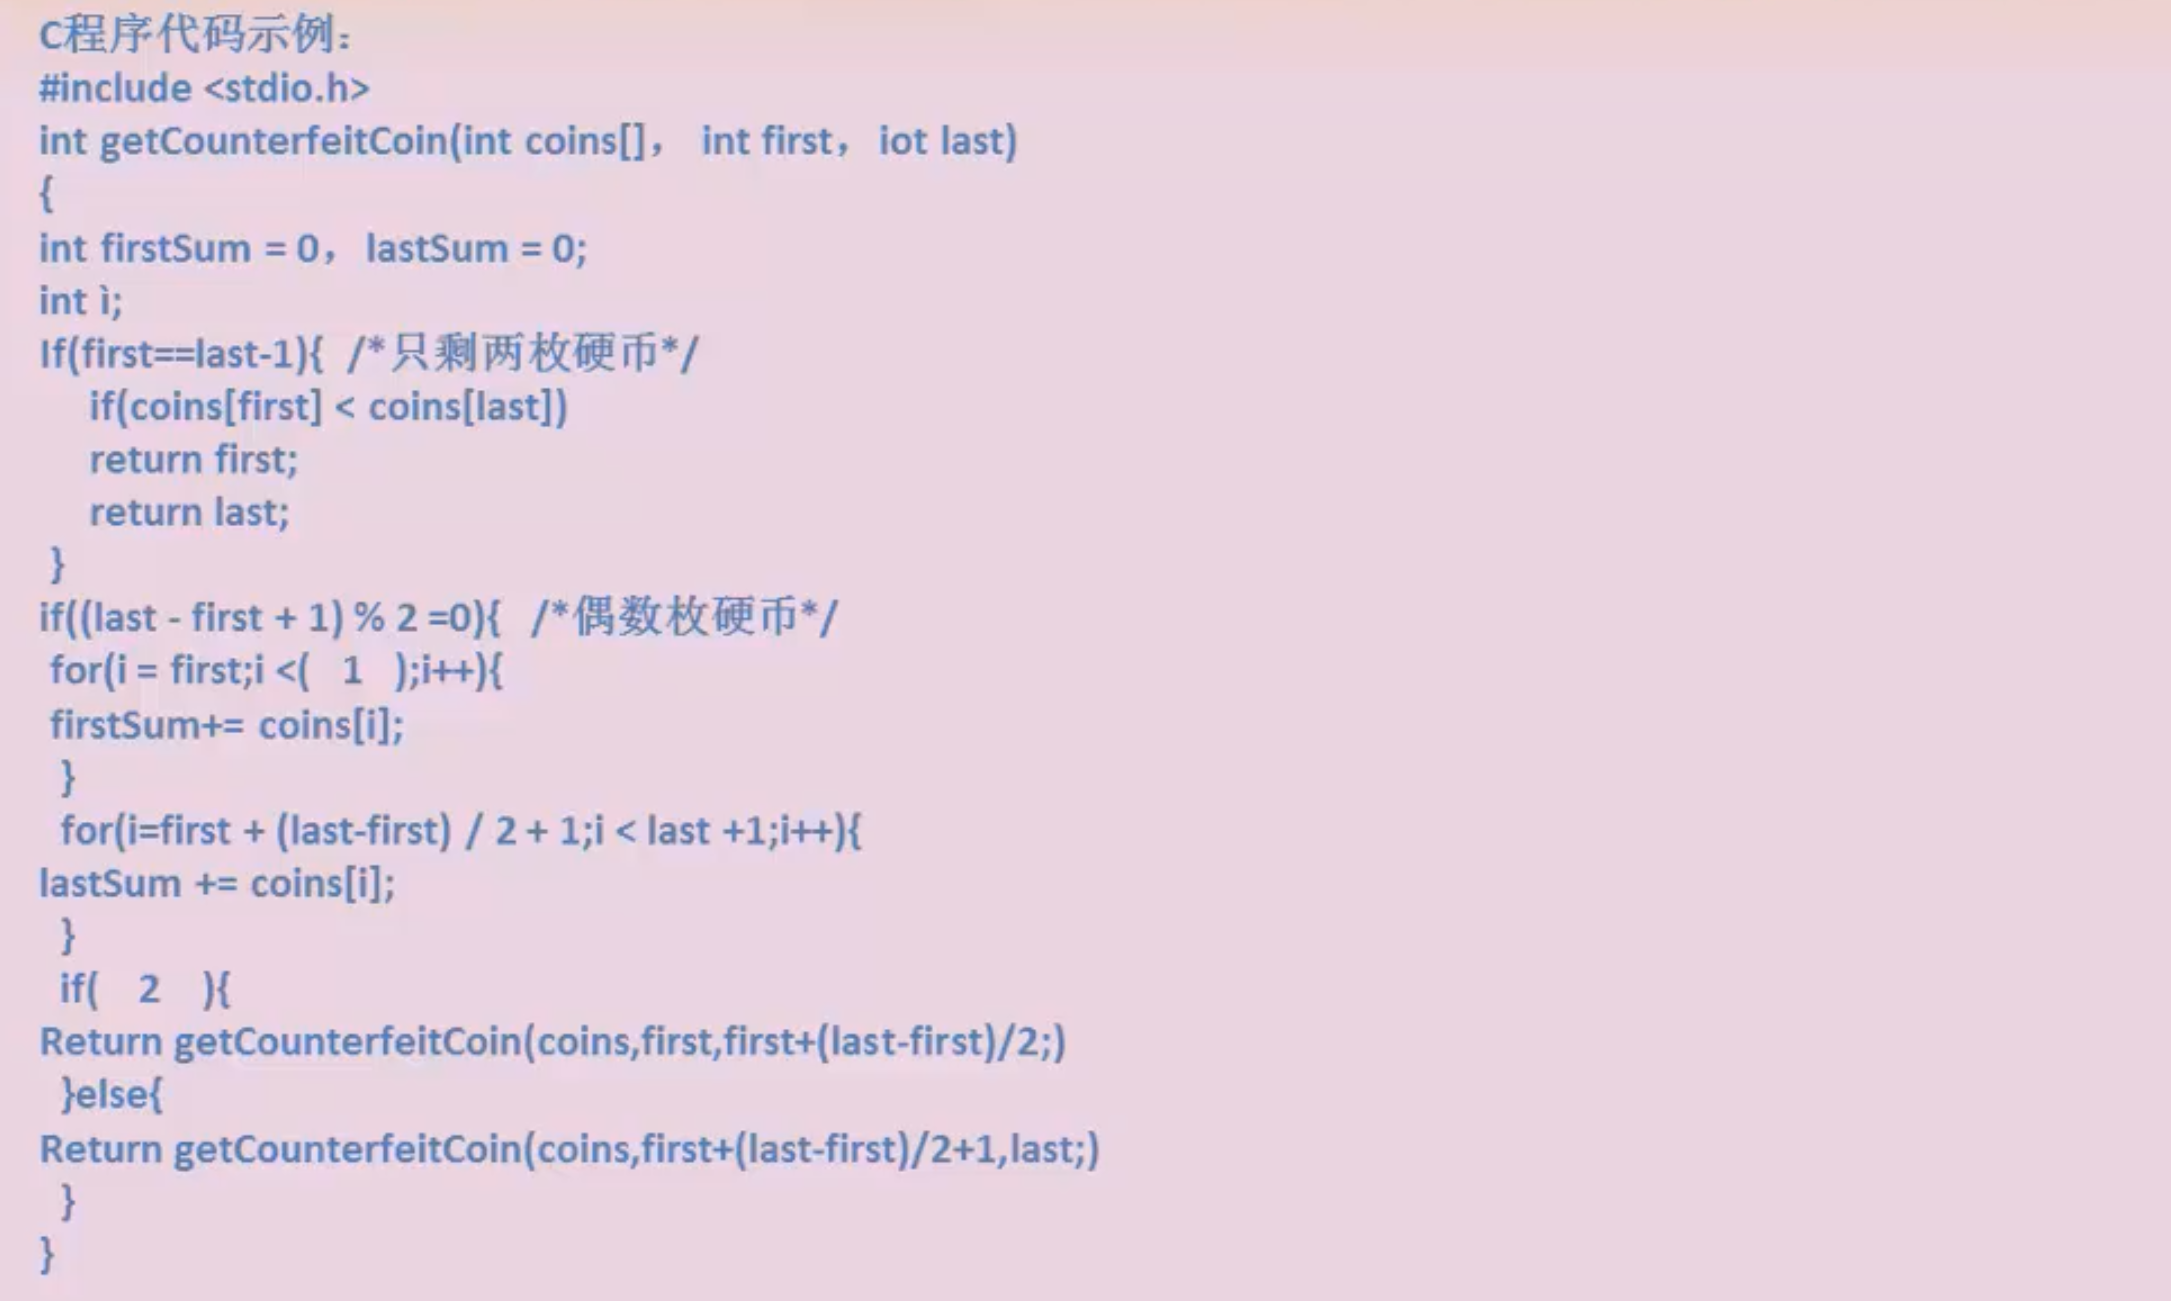 C程序代码示例：
#include <stdio.h>
int getCounterfeitCoin(int coins[]， int first， iot last)
{
int firstSum = 0， lastSum = 0;
int ì;
If(first==last-1){ /*只剩两枚硬币*/
if(coins[first] < coins[last])
return first;
return last;
}
if((last - first + 1) % 2 =0){ /*偶数枚硬币*/
for(i = first;i <( 1 );i++){
firstSum+= coins[i];
}
for(i=first + (last-first) / 2 + 1;i < last +1;i++){
lastSum += coins[i];
}
if( 2 ){
Return getCounterfeitCoin(coins,first,first+(last-first)/2;)
}else{
Return getCounterfeitCoin(coins,first+(last-first)/2+1,last;)
}
}